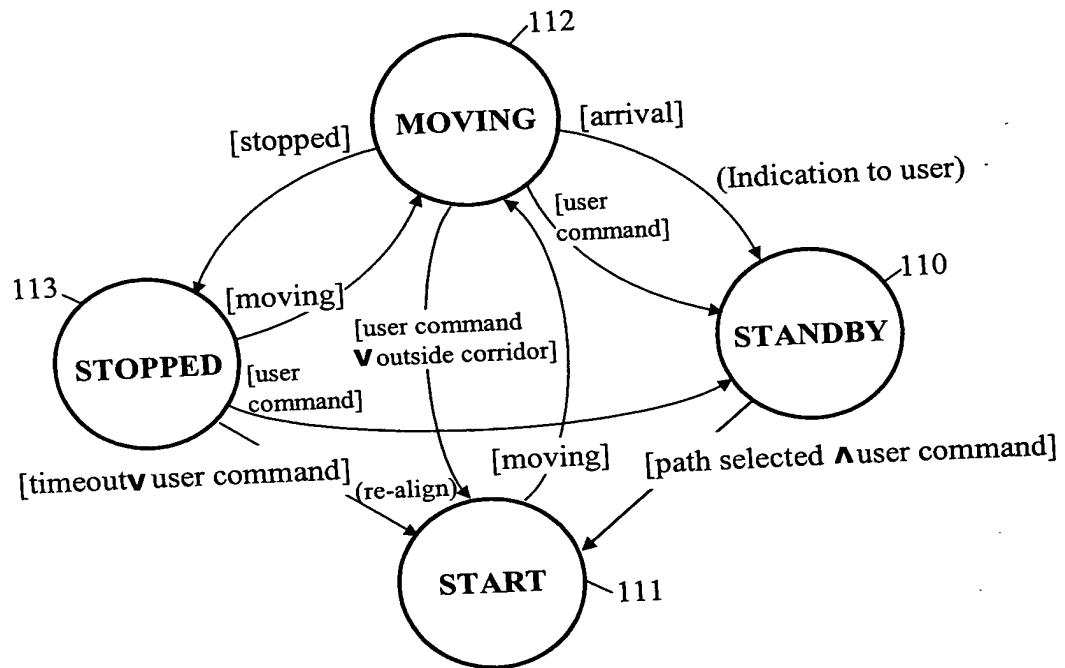 112
MOVING
[stopped]
[arrival]
(Indication to user)
[user
command]
110
113
[moving]
STANDBY
[user command
∨ outside corridor]
STOPPED
[user
command]
[moving]
[path selected ∧ user command]
[timeout∨ user command]
(re-align)
START
111